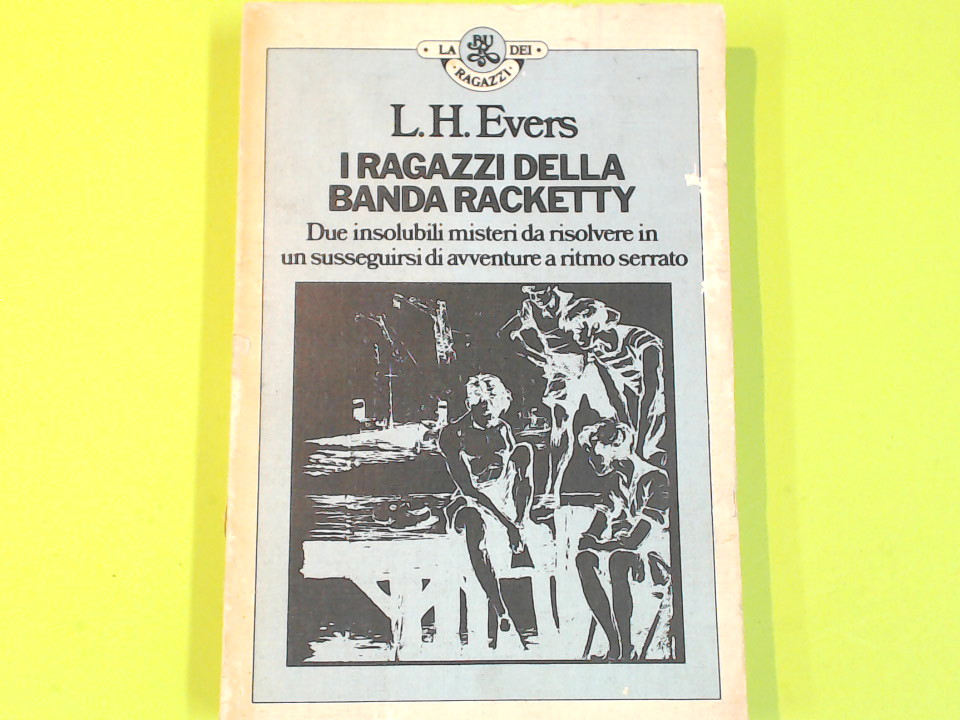 LA BUR DEI
RAGAZZI
L.H. Evers
I RAGAZZI DELLA
BANDA RACKETTY
Due insolubili misteri da risolvere in
un susseguirsi di avventure a ritmo serrato